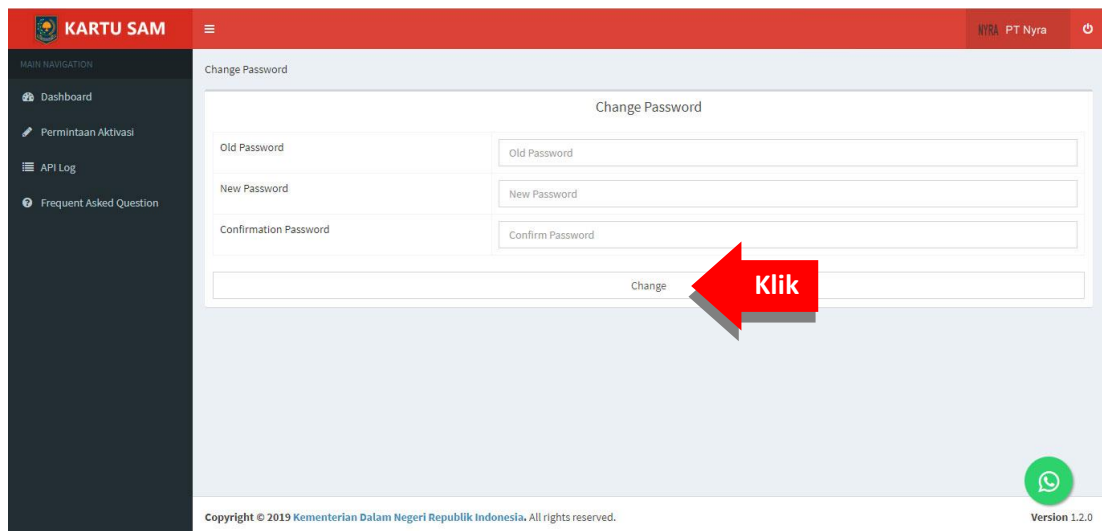 KARTU SAM
NYRA PT Nyra
MAIN NAVIGATION
Dashboard
Permintaan Aktivasi
API Log
Frequent Asked Question
Change Password
Change Password
Old Password
Old Password
New Password
New Password
Confirmation Password
Confirm Password
Change
Klik
Copyright © 2019 Kementerian Dalam Negeri Republik Indonesia. All rights reserved.
Version 1.2.0